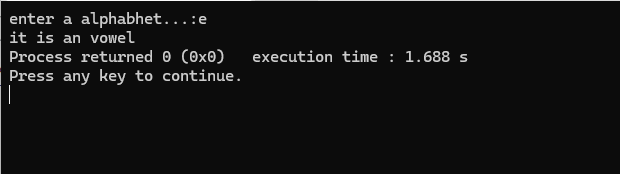 enter a alphabhet...:e
it is an vowel
Process returned 0 (0x0)   execution time : 1.688 s
Press any key to continue.